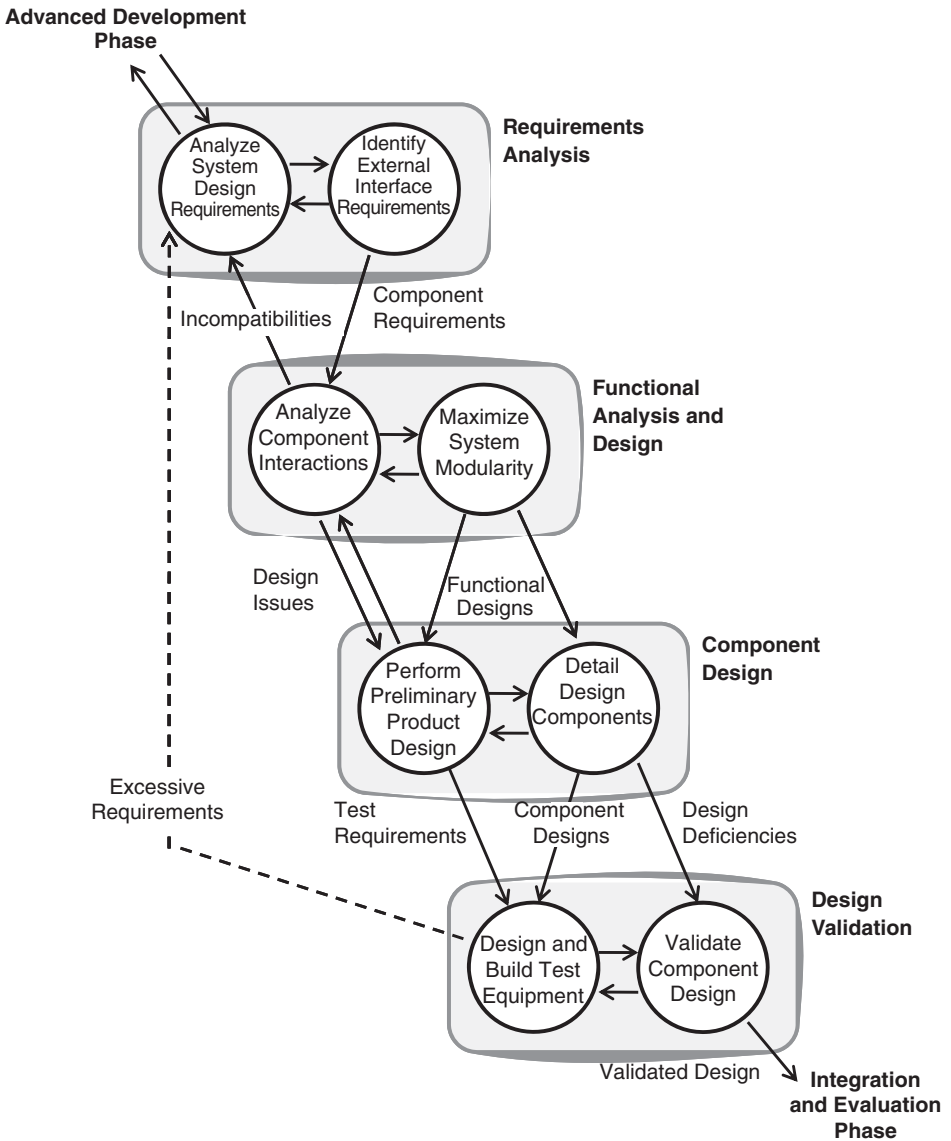 Advanced Development
Phase
Requirements
Analysis
Analyze
System
Design
Requirements
Identify
External
Interface
Requirements
Incompatibilities
Component
Requirements
Functional
Analysis and
Design
Analyze
Component
Interactions
Maximize
System
Modularity
Design
Issues
Functional
Designs
Component
Design
Perform
Preliminary
Product
Design
Detail
Design
Components
Excessive
Requirements
Test
Requirements
Component
Designs
Design
Deficiencies
Design
Validation
Design and
Build Test
Equipment
Validate
Component
Design
Validated Design
Integration
and Evaluation
Phase